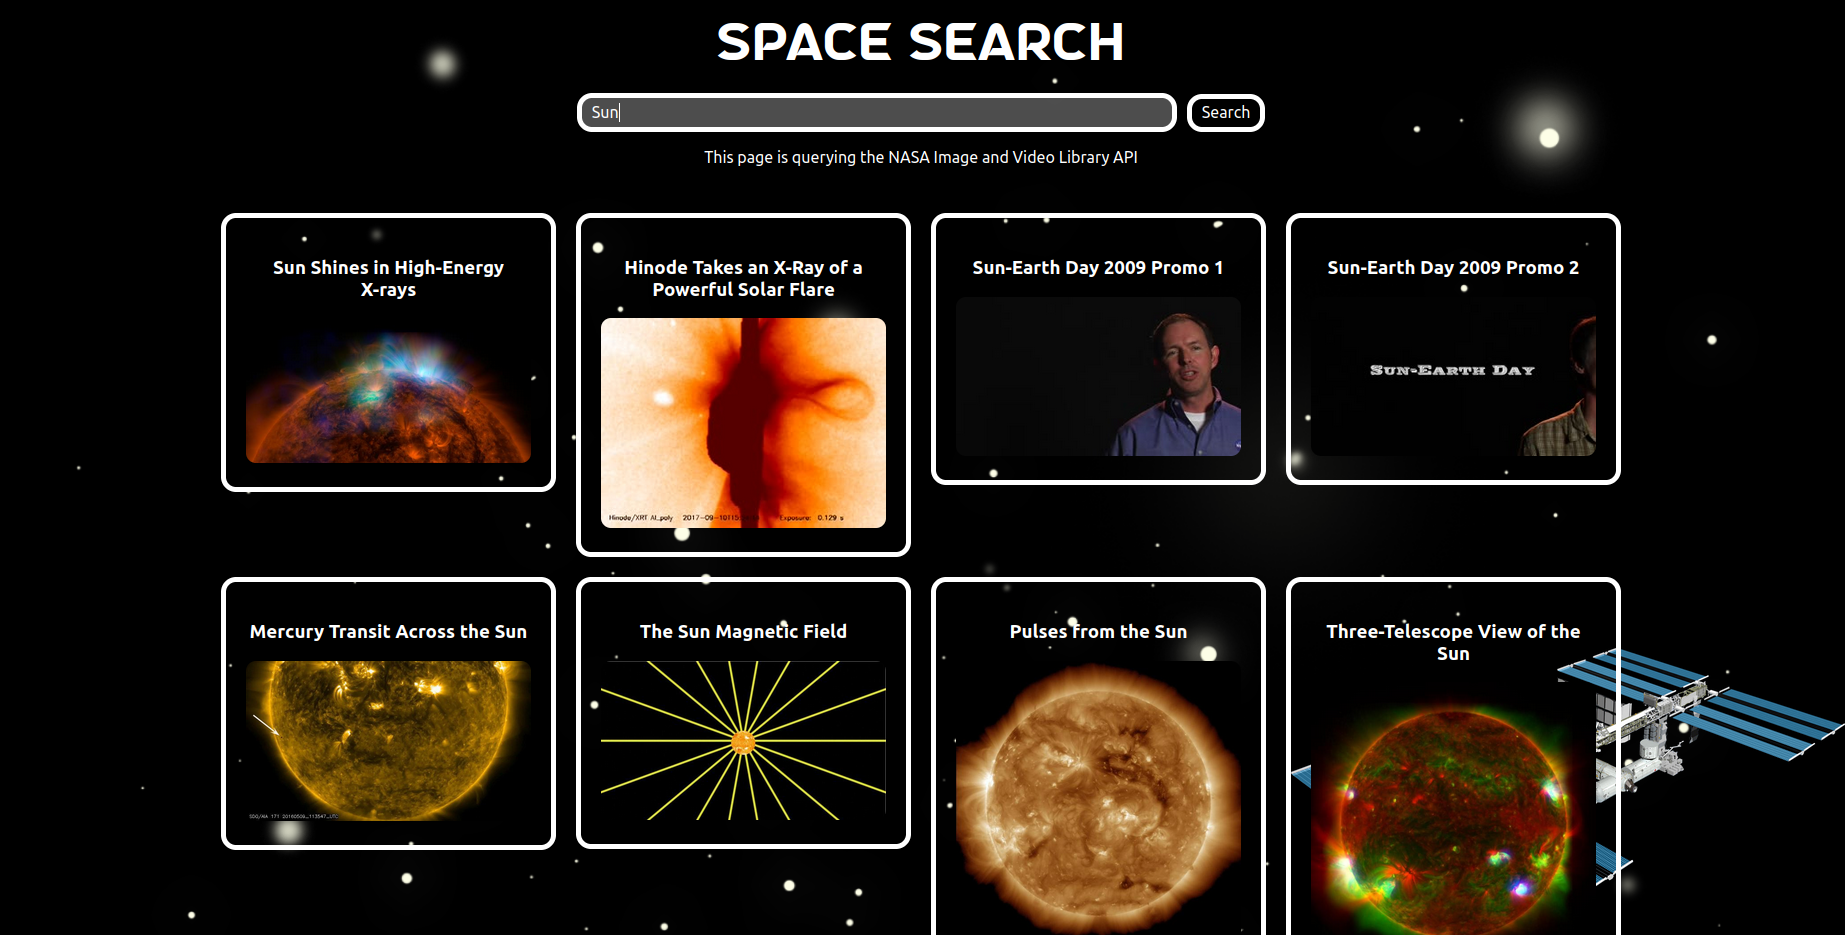 SPACE SEARCH
Sun
Search
This page is querying the NASA Image and Video Library API
Sun Shines in High-Energy
X-rays
Hinode Takes an X-Ray of a
Powerful Solar Flare
Hinode/XRT Al_poly 2017-09-10T15 Exposure: 0.129 s
Sun-Earth Day 2009 Promo 1
Sun-Earth Day 2009 Promo 2
SUN-EARTH DAY
Mercury Transit Across the Sun
The Sun Magnetic Field
Pulses from the Sun
Three-Telescope View of the
Sun